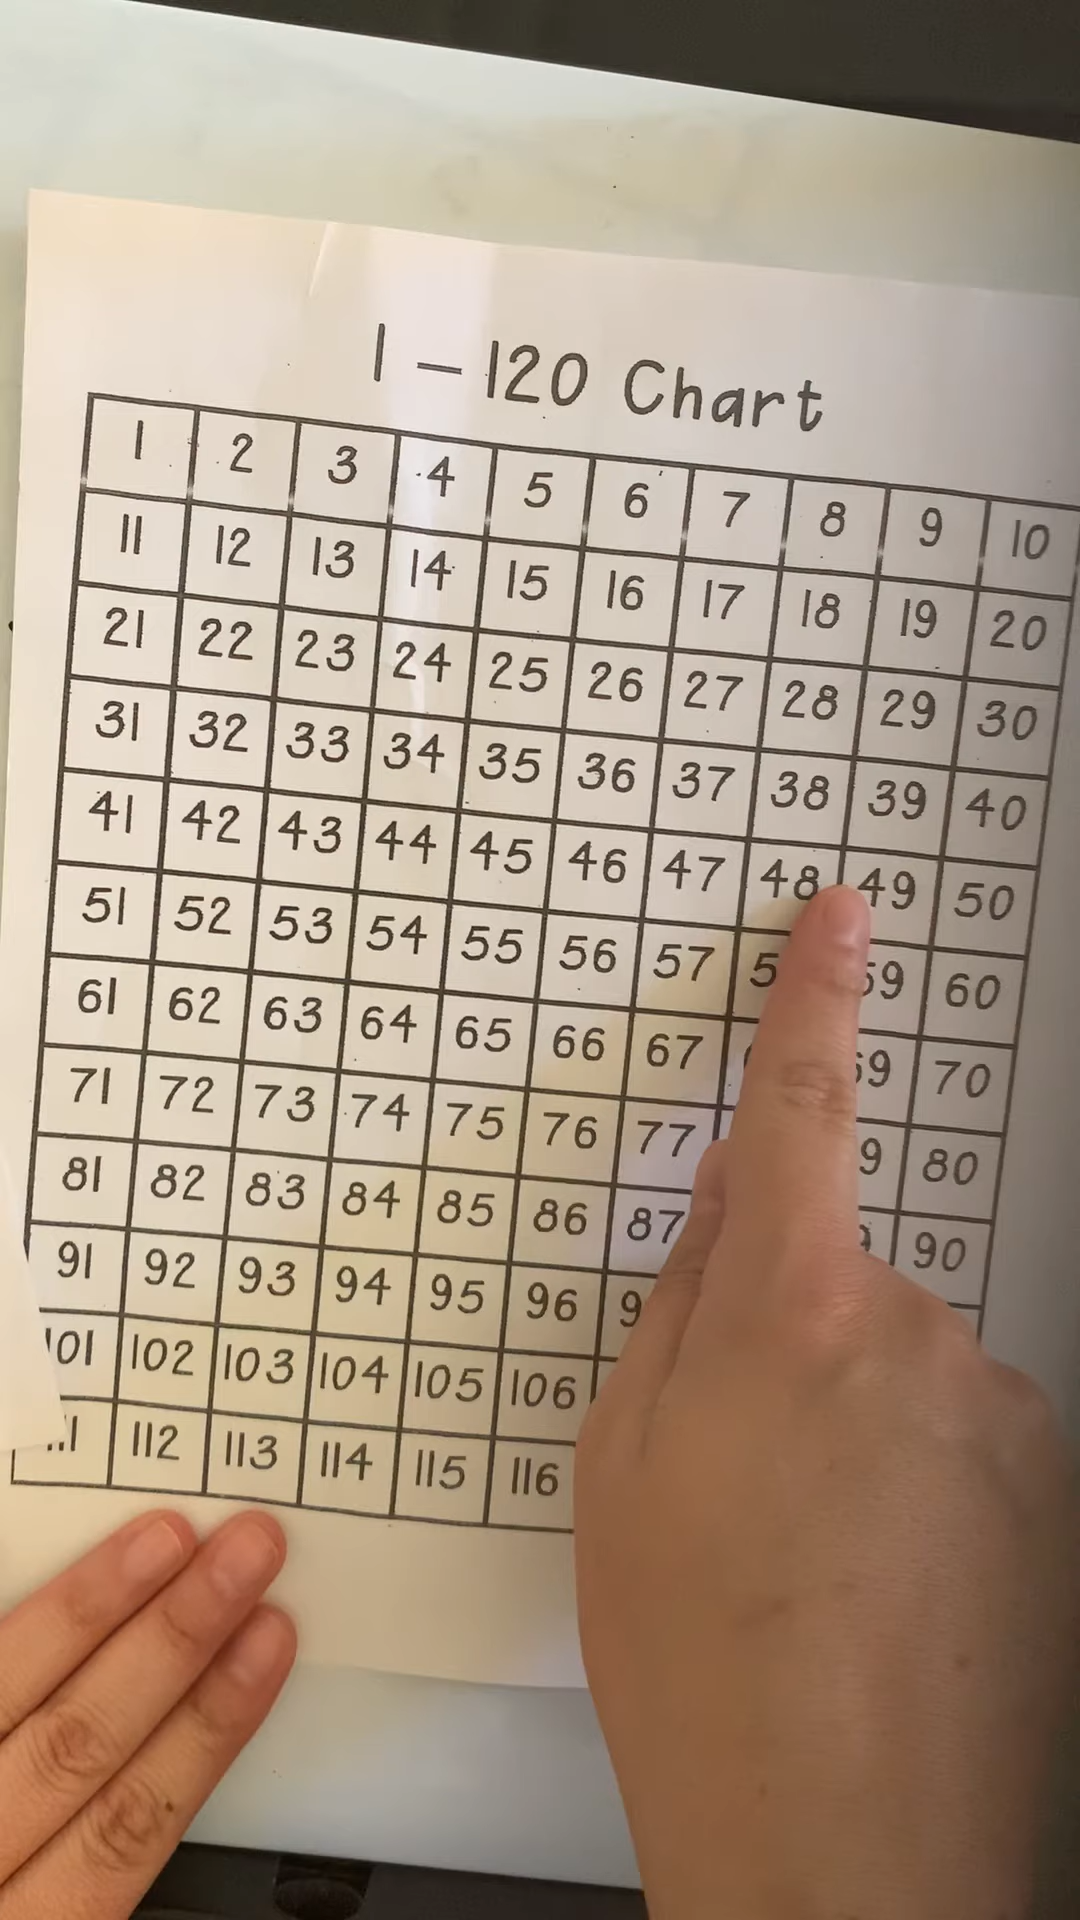 1 – 120 Chart
1 2 3 4 5 6 7 8 9 10
11 12 13 14 15 16 17 18 19 20
21 22 23 24 25 26 27 28 29 30
31 32 33 34 35 36 37 38 39 40
41 42 43 44 45 46 47 48 49 50
51 52 53 54 55 56 57 59 60
61 62 63 64 65 66 67 69 70
71 72 73 74 75 76 77 80
81 82 83 84 85 86 87 90
91 92 93 94 95 96
101 102 103 104 105 106
112 113 114 115 116